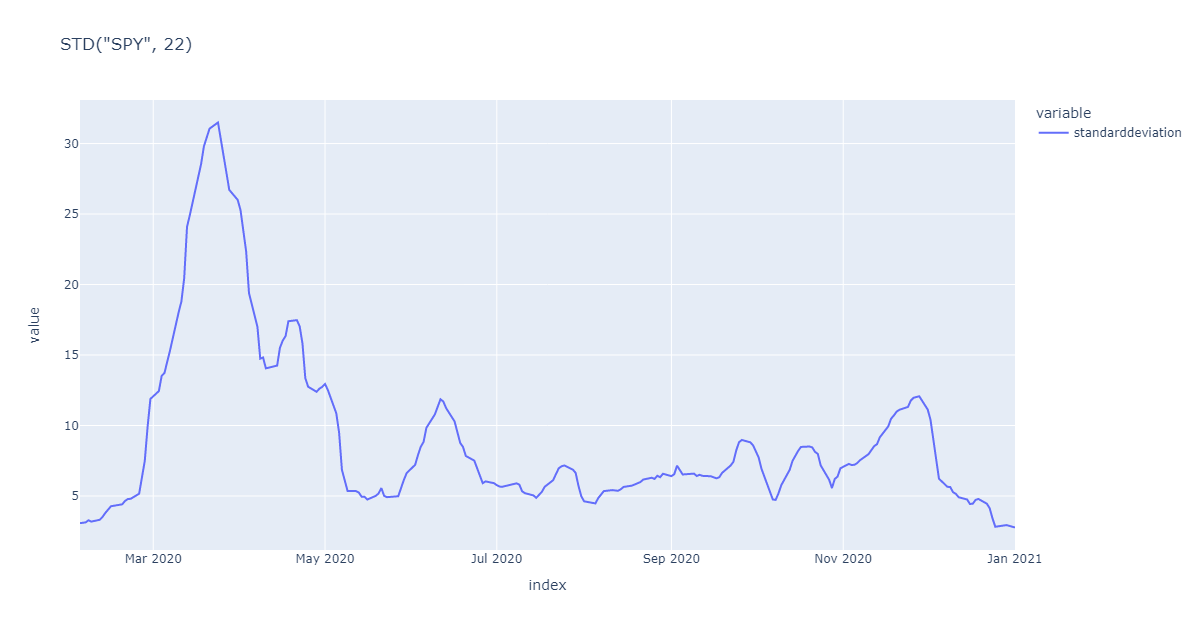 STD("SPY", 22)
variable
standarddeviation
30
25
20
15
10
5
value
Mar 2020
May 2020
Jul 2020
Sep 2020
Nov 2020
Jan 2021
index